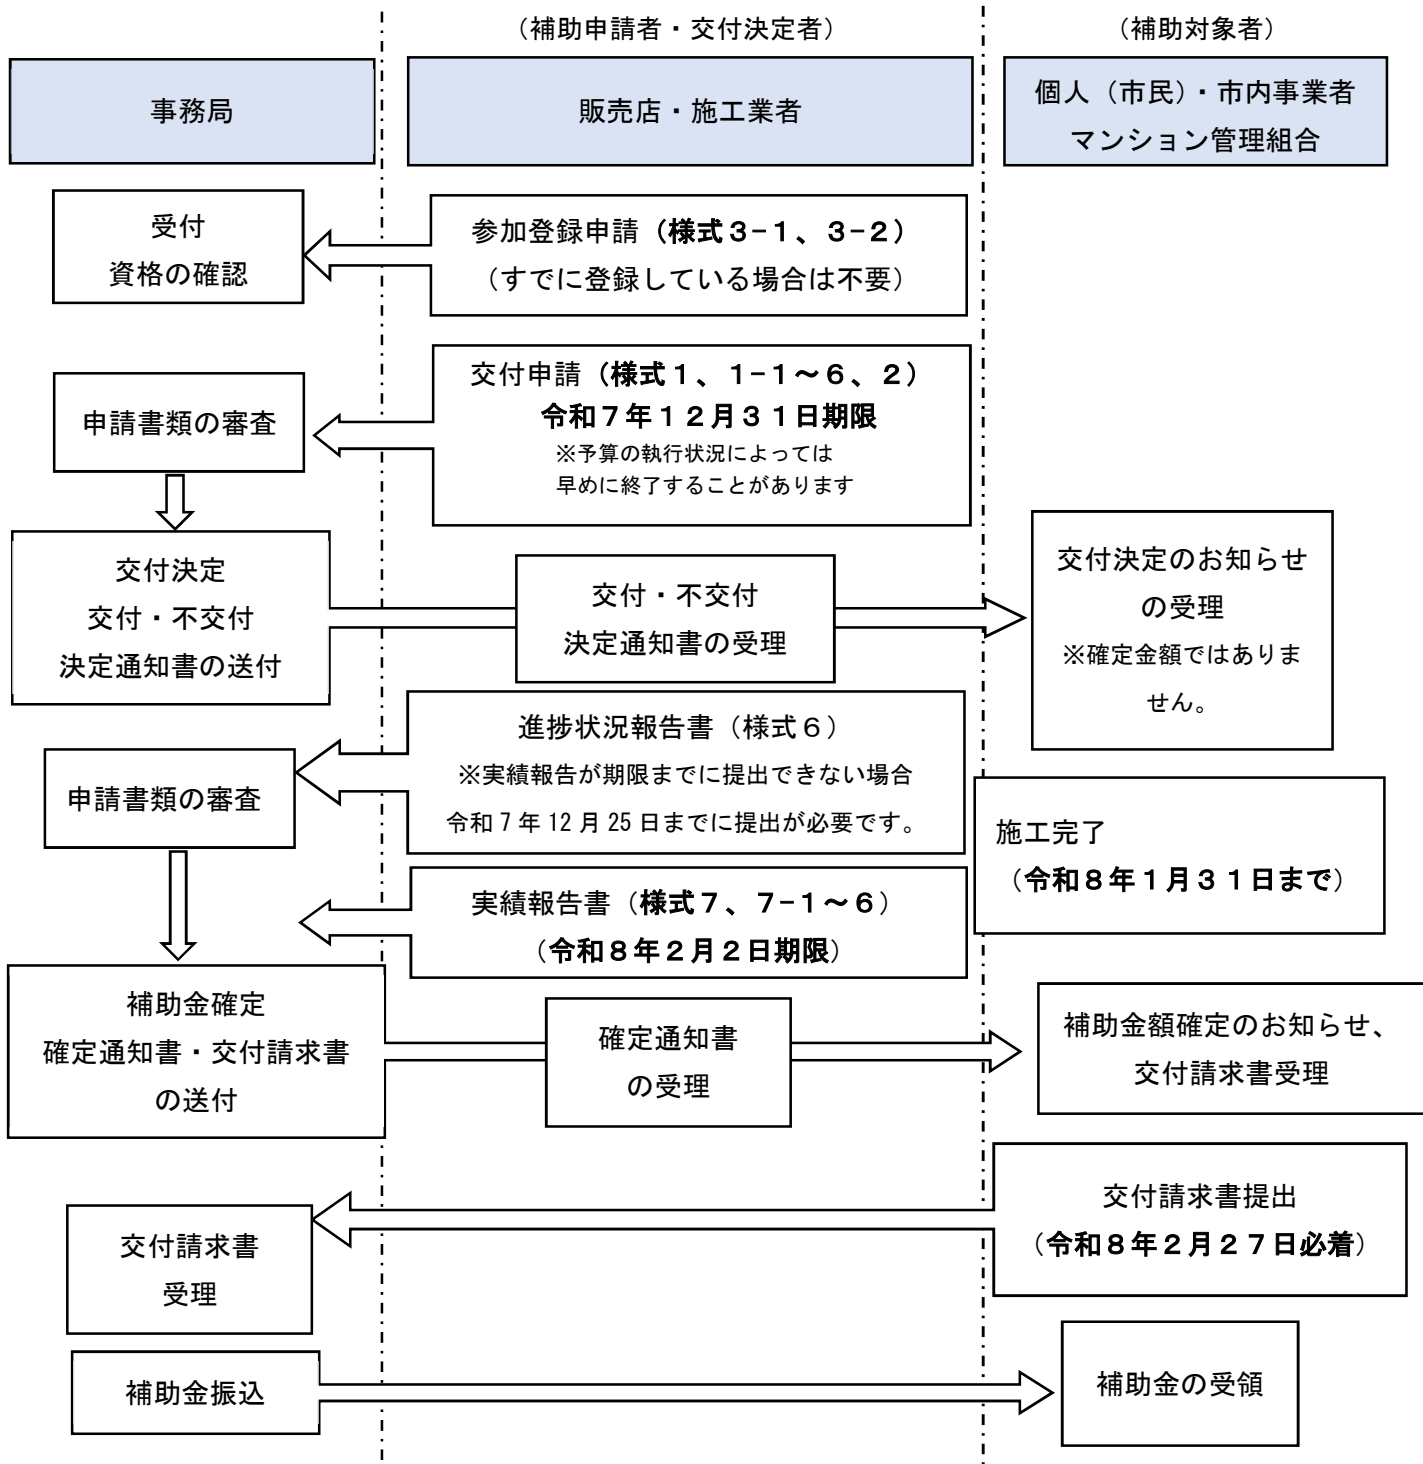 （補助申請者・交付決定者）
（補助対象者）
事務局
販売店・施工業者
個人（市民）・市内事業者
マンション管理組合
受付
資格の確認
参加登録申請（様式３−１、３−２）
（すでに登録している場合は不要）
交付申請（様式１、１−１～６、２）
令和７年１２月３１日期限
※予算の執行状況によっては
早めに終了することがあります
申請書類の審査
交付決定
交付・不交付
決定通知書の送付
交付・不交付
決定通知書の受理
交付決定のお知らせ
の受理
※確定金額ではありま
せん。
進捗状況報告書（様式６）
※実績報告が期限までに提出できない場合
令和 7 年 12 月 25 日までに提出が必要です。
申請書類の審査
施工完了
（令和８年１月３１日まで）
実績報告書（様式７、７−１～６）
（令和８年２月２日期限）
補助金確定
確定通知書・交付請求書
の送付
確定通知書
の受理
補助金額確定のお知らせ、
交付請求書受理
交付請求書提出
（令和８年２月２７日必着）
交付請求書
受理
補助金振込
補助金の受領